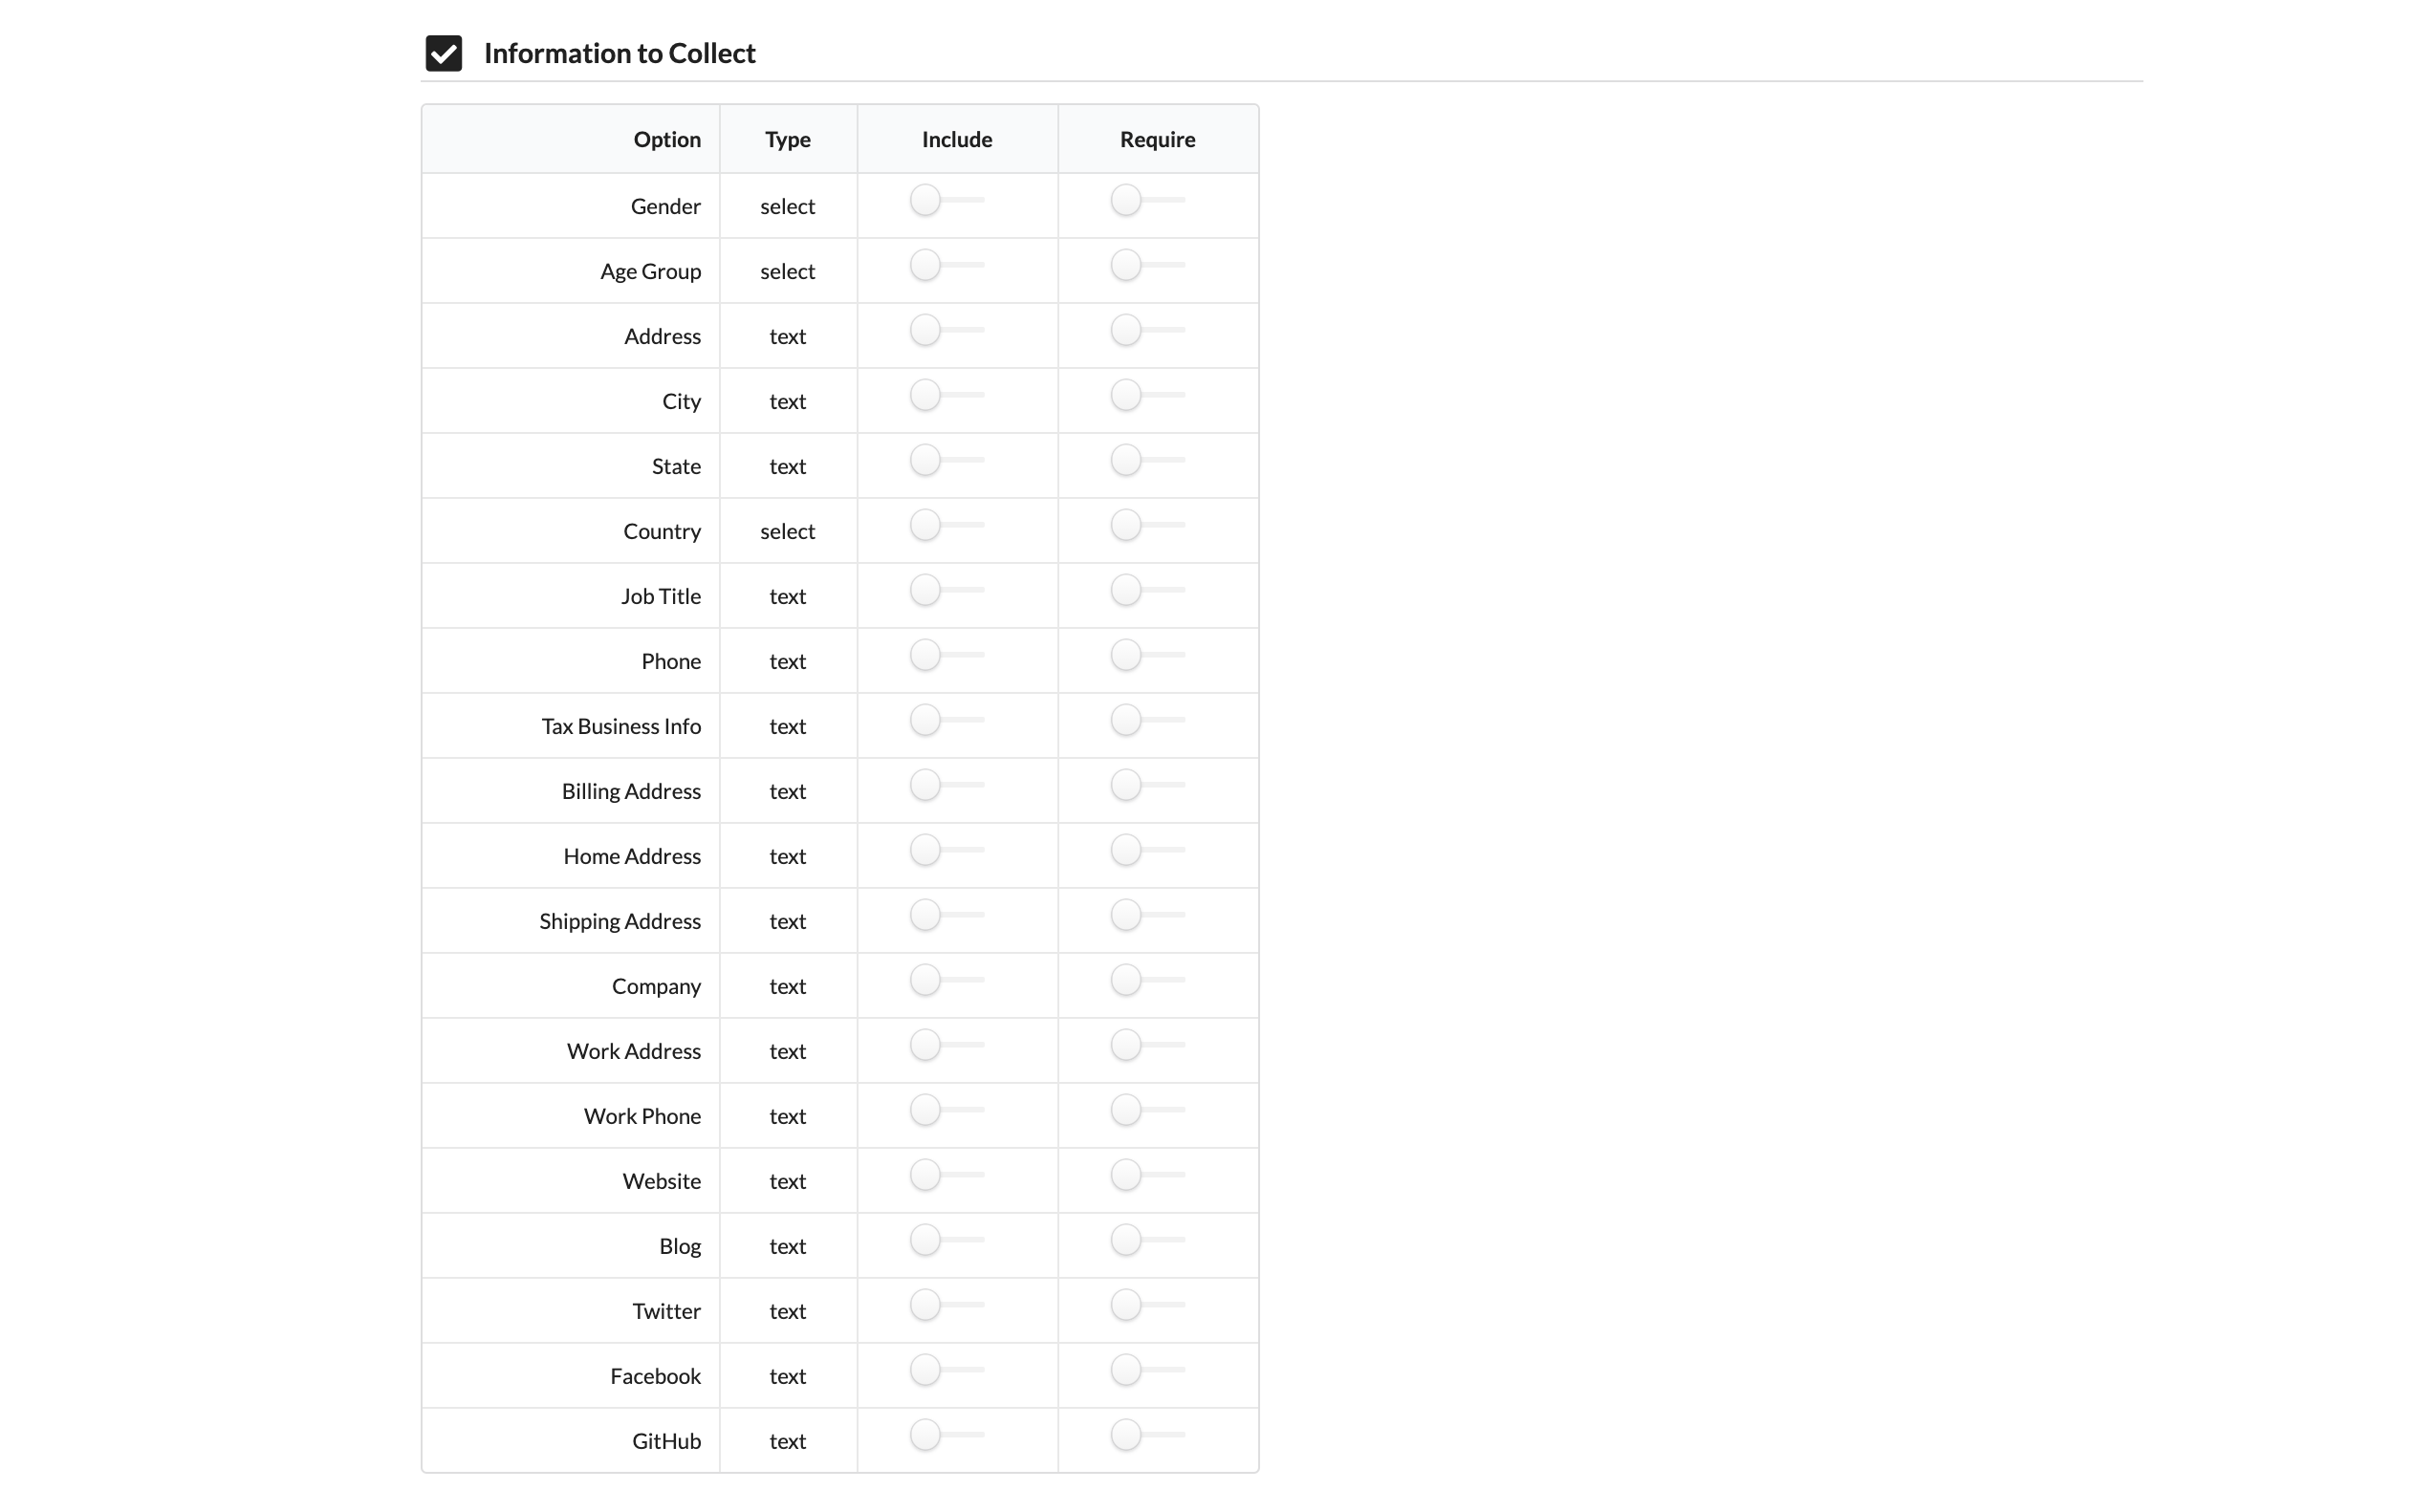 Information to Collect
Option Type Include Require
Gender select
Age Group select
Address text
City text
State text
Country select
Job Title text
Phone text
Tax Business Info text
Billing Address text
Home Address text
Shipping Address text
Company text
Work Address text
Work Phone text
Website text
Blog text
Twitter text
Facebook text
GitHub text